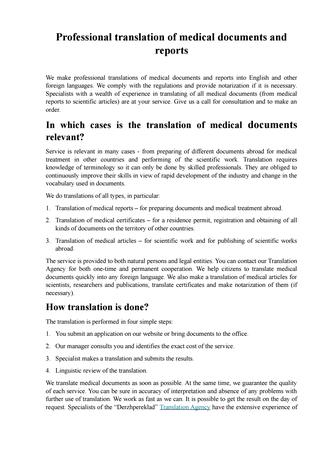 Professional translation of medical documents and
reports
We make professional translations of medical documents and reports into English and other
foreign languages. We comply with the regulations and provide notarization if it is necessary.
Specialists with a wealth of experience in translating of all medical documents (from medical
reports to scientific articles) are at your service. Give us a call for consultation and to make an
order.
In which cases is the translation of medical documents
relevant?
Service is relevant in many cases - from preparing of different documents abroad for medical
treatment in other countries and performing of the scientific work. Translation requires
knowledge of terminology so it can only be done by skilled professionals. They are obliged to
continuously improve their skills in view of rapid development of the industry and change in the
vocabulary used in documents.
We do translations of all types, in particular:
1. Translation of medical reports – for preparing documents and medical treatment abroad.
2. Translation of medical certificates – for a residence permit, registration and obtaining of all
kinds of documents on the territory of other countries.
3. Translation of medical articles – for scientific work and for publishing of scientific works
abroad.
The service is provided to both natural persons and legal entities. You can contact our Translation
Agency for both one-time and permanent cooperation. We help citizens to translate medical
documents quickly into any foreign language. We also make a translation of medical articles for
scientists, researchers and publications, translate certificates and make notarization of them (if
necessary).
How translation is done?
The translation is performed in four simple steps:
1. You submit an application on our website or bring documents to the office.
2. Our manager consults you and identifies the exact cost of the service.
3. Specialist makes a translation and submits the results.
4. Linguistic review of the translation.
We translate medical documents as soon as possible. At the same time, we guarantee the quality
of each service. You can be sure in accuracy of interpretation and absence of any problems with
further use of translation. We work as fast as we can. It is possible to get the result on the day of
request. Specialists of the “Derzhpereklad” Translation Agency have the extensive experience of